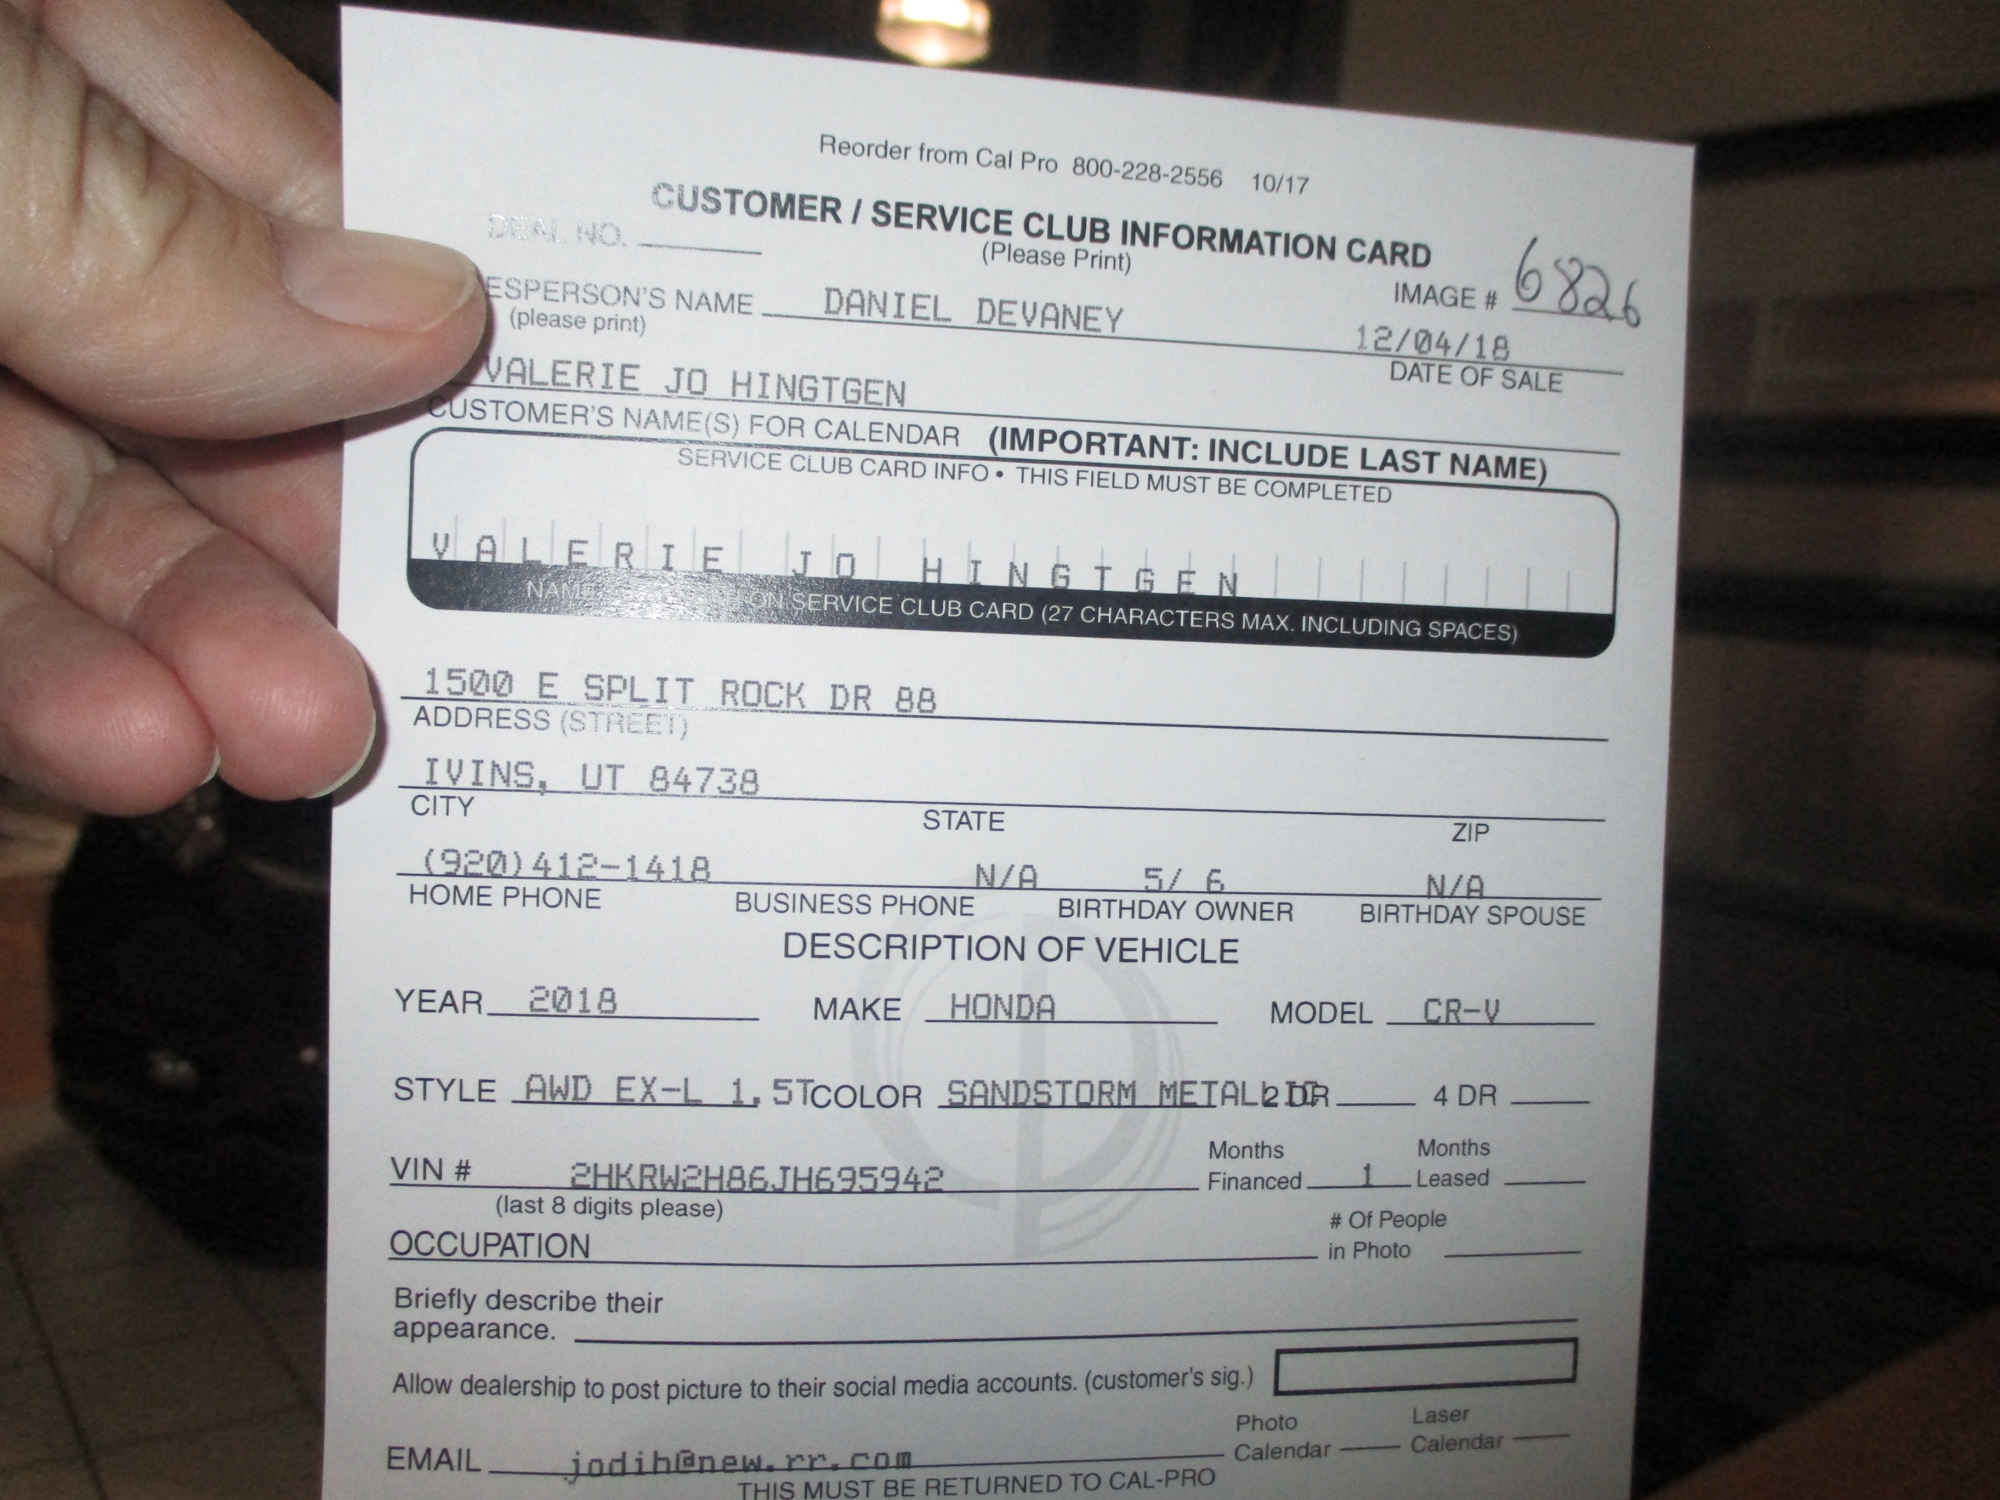 Reorder from Cal Pro 800-228-2556 10/17
CUSTOMER / SERVICE CLUB INFORMATION CARD
DEAL NO.
(Please Print)
IMAGE # 6826
ESPERSON'S NAME DANIEL DEVANEY
(please print)
12/04/18
DATE OF SALE
VALERIE JO HINGTGEN
CUSTOMER'S NAME(S) FOR CALENDAR (IMPORTANT: INCLUDE LAST NAME)
SERVICE CLUB CARD INFO • THIS FIELD MUST BE COMPLETED
VALERIE JO HINGTGEN
NAME ON SERVICE CLUB CARD (27 CHARACTERS MAX. INCLUDING SPACES)
1500 E SPLIT ROCK DR 88
ADDRESS (STREET)
IVINS, UT 84738
CITY STATE ZIP
(920)412-1418 N/A 5/ 6 N/A
HOME PHONE BUSINESS PHONE BIRTHDAY OWNER BIRTHDAY SPOUSE
DESCRIPTION OF VEHICLE
YEAR 2018 MAKE HONDA MODEL CR-V
STYLE AWD EX-L 1.5T COLOR SANDSTORM METALLIC 2 DR 4 DR
VIN # 2HKRW2H86JH695942 Months Financed 1 Months Leased
(last 8 digits please)
OCCUPATION # Of People in Photo
Briefly describe their
appearance.
Allow dealership to post picture to their social media accounts. (customer's sig.)
EMAIL jodih@new.rr.com Photo Calendar Laser Calendar
THIS MUST BE RETURNED TO CAL-PRO